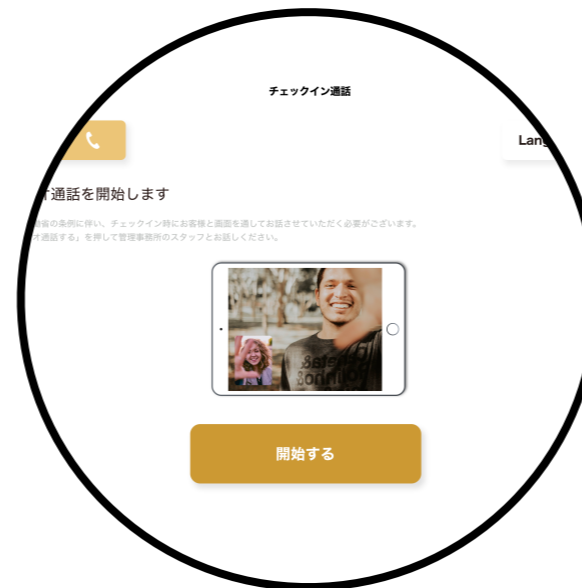 チェックイン通話
Lang
通話を開始します
省の条例に伴い、チェックイン時にお客様と画面を通してお話させていただく必要がございます。
オ通話する」を押して管理事務所のスタッフとお話しください。
開始する